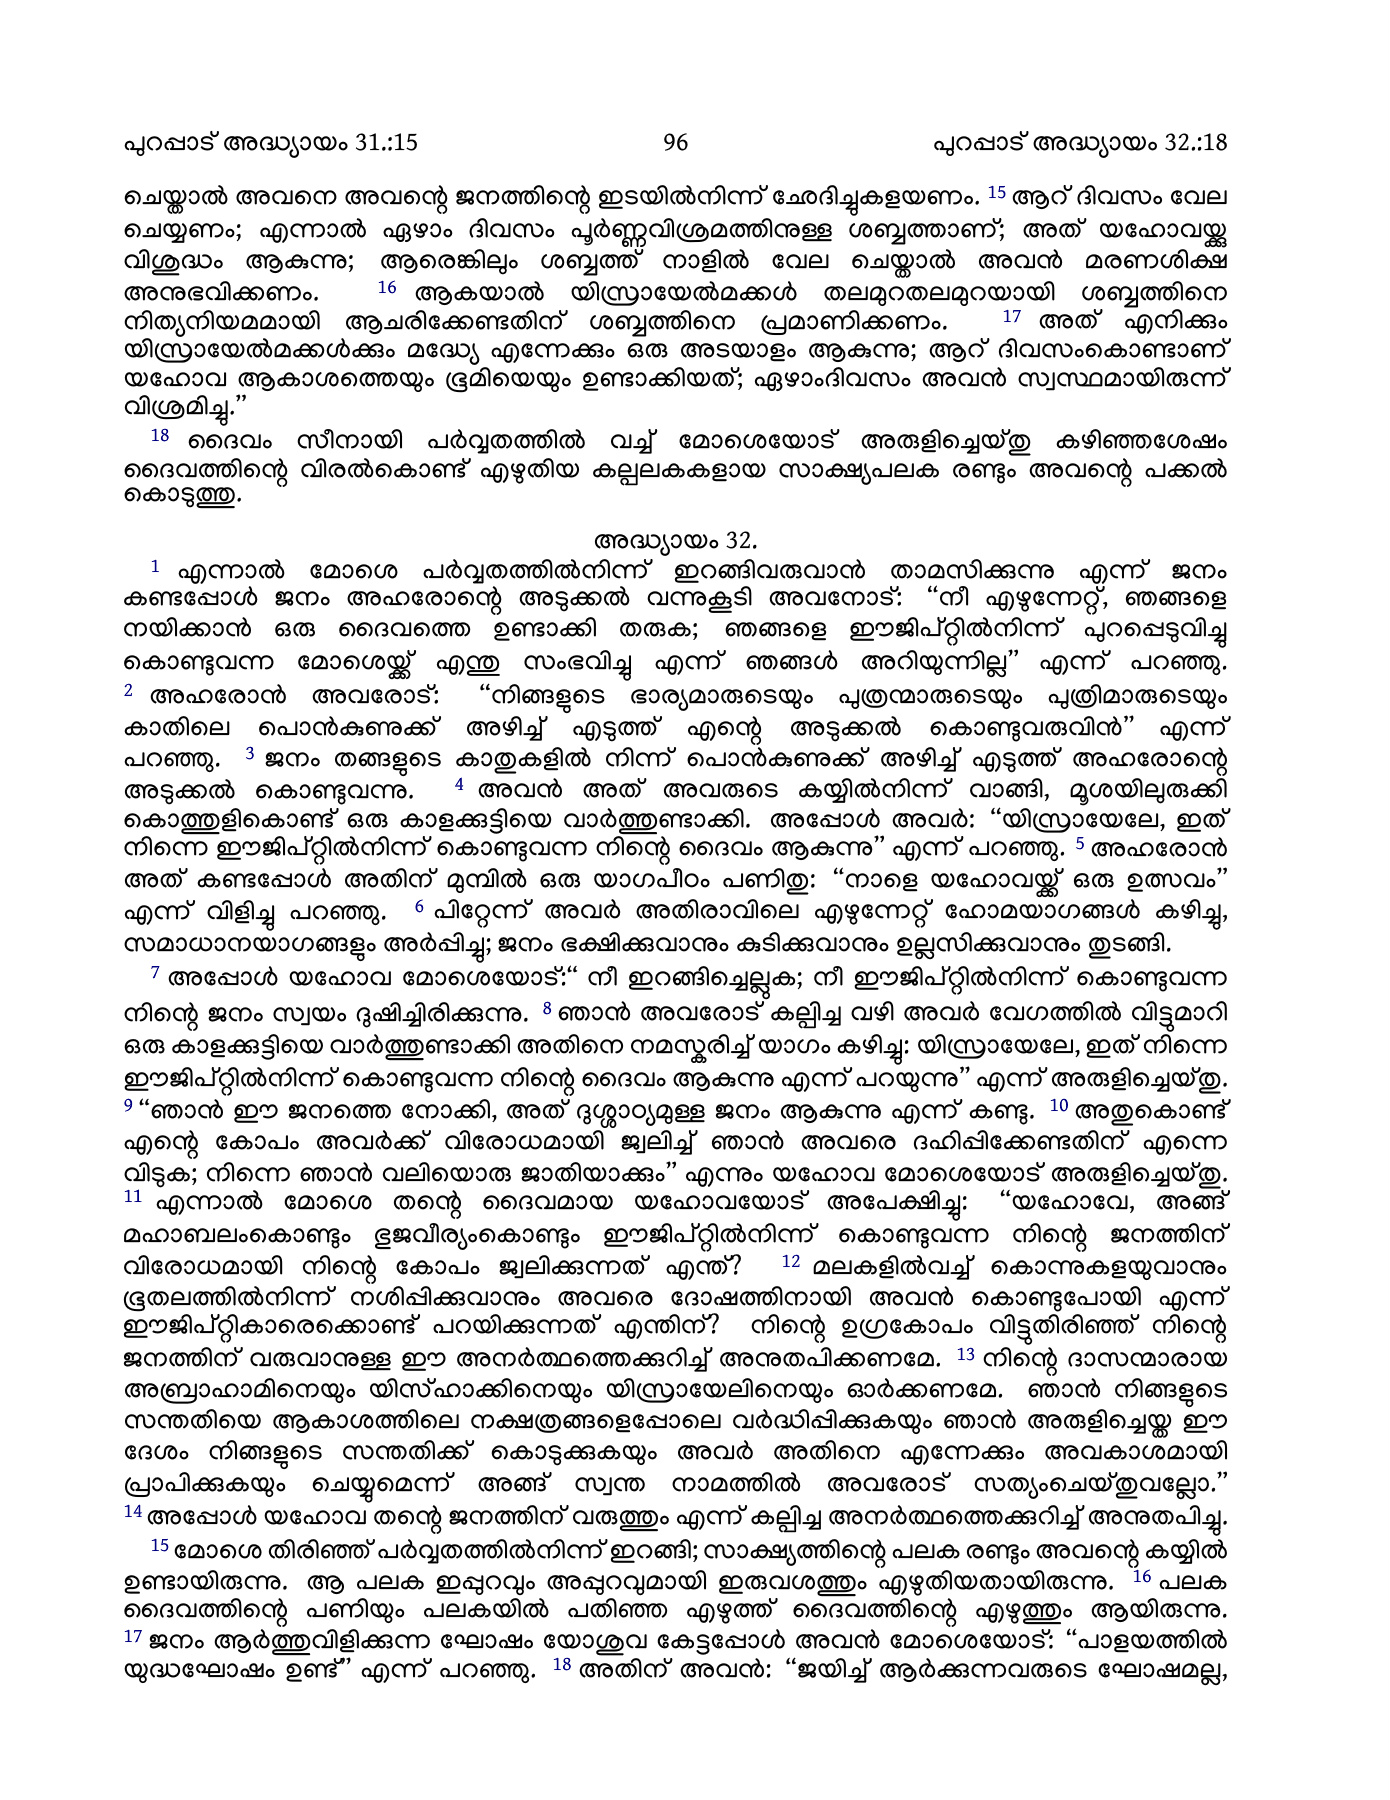 പുറപ്പാട് അദ്ധ്യായം 31.:15 96 പുറപ്പാട് അദ്ധ്യായം 32.:18
ചെയ്താൽ അവനെ അവന്റെ ജനത്തിന്റെ ഇടയിൽനിന്ന് ഛേദിച്ചുകളയണം. 15 ആറ് ദിവസം വേല
ചെയ്യണം; എന്നാൽ ഏഴാം ദിവസം പൂർണ്ണവിശ്രമത്തിനുള്ള ശബ്ബത്താണ്; അത് യഹോവയ്ക്കു
വിശുദ്ധം ആകുന്നു; ആരെങ്കിലും ശബ്ബത്ത് നാളിൽ വേല ചെയ്താൽ അവൻ മരണശിക്ഷ
അനുഭവിക്കണം. 16 ആകയാൽ യിസ്രായേൽമക്കൾ തലമുറതലമുറയായി ശബ്ബത്തിനെ
നിത്യനിയമമായി ആചരിക്കേണ്ടതിന് ശബ്ബത്തിനെ പ്രമാണിക്കണം. 17 അത് എനിക്കും
യിസ്രായേൽമക്കൾക്കും മദ്ധ്യേ എന്നേക്കും ഒരു അടയാളം ആകുന്നു; ആറ് ദിവസംകൊണ്ടാണ്
യഹോവ ആകാശത്തെയും ഭൂമിയെയും ഉണ്ടാക്കിയത്; ഏഴാംദിവസം അവൻ സ്വസ്ഥമായിരുന്ന്
വിശ്രമിച്ചു.”
18 ദൈവം സീനായി പർവ്വതത്തിൽ വച്ച് മോശെയോട് അരുളിച്ചെയ്തു കഴിഞ്ഞശേഷം
ദൈവത്തിന്റെ വിരൽകൊണ്ട് എഴുതിയ കല്പലകകളായ സാക്ഷ്യപലക രണ്ടും അവന്റെ പക്കൽ
കൊടുത്തു.
അദ്ധ്യായം 32.
1 എന്നാൽ മോശെ പർവ്വതത്തിൽനിന്ന് ഇറങ്ങിവരുവാൻ താമസിക്കുന്നു എന്ന് ജനം
കണ്ടപ്പോൾ ജനം അഹരോന്റെ അടുക്കൽ വന്നുകൂടി അവനോട്: “നീ എഴുന്നേറ്റ്, ഞങ്ങളെ
നയിക്കാൻ ഒരു ദൈവത്തെ ഉണ്ടാക്കി തരുക; ഞങ്ങളെ ഈജിപ്റ്റിൽനിന്ന് പുറപ്പെടുവിച്ചു
കൊണ്ടുവന്ന മോശെയ്ക്ക് എന്തു സംഭവിച്ചു എന്ന് ഞങ്ങൾ അറിയുന്നില്ല” എന്ന് പറഞ്ഞു.
2 അഹരോൻ അവരോട്: “നിങ്ങളുടെ ഭാര്യമാരുടെയും പുത്രന്മാരുടെയും പുത്രിമാരുടെയും
കാതിലെ പൊൻകുണുക്ക് അഴിച്ച് എടുത്ത് എന്റെ അടുക്കൽ കൊണ്ടുവരുവിൻ” എന്ന്
പറഞ്ഞു. 3 ജനം തങ്ങളുടെ കാതുകളിൽ നിന്ന് പൊൻകുണുക്ക് അഴിച്ച് എടുത്ത് അഹരോന്റെ
അടുക്കൽ കൊണ്ടുവന്നു. 4 അവൻ അത് അവരുടെ കയ്യിൽനിന്ന് വാങ്ങി, മൂശയിലുരുക്കി
കൊത്തുളികൊണ്ട് ഒരു കാളക്കുട്ടിയെ വാർത്തുണ്ടാക്കി. അപ്പോൾ അവർ: “യിസ്രായേലേ, ഇത്
നിന്നെ ഈജിപ്റ്റിൽനിന്ന് കൊണ്ടുവന്ന നിന്റെ ദൈവം ആകുന്നു” എന്ന് പറഞ്ഞു. 5 അഹരോൻ
അത് കണ്ടപ്പോൾ അതിന് മുമ്പിൽ ഒരു യാഗപീഠം പണിതു: “നാളെ യഹോവയ്ക്ക് ഒരു ഉത്സവം”
എന്ന് വിളിച്ചു പറഞ്ഞു. 6 പിറ്റേന്ന് അവർ അതിരാവിലെ എഴുന്നേറ്റ് ഹോമയാഗങ്ങൾ കഴിച്ചു,
സമാധാനയാഗങ്ങളും അർപ്പിച്ചു; ജനം ഭക്ഷിക്കുവാനും കുടിക്കുവാനും ഉല്ലസിക്കുവാനും തുടങ്ങി.
7 അപ്പോൾ യഹോവ മോശെയോട്:“ നീ ഇറങ്ങിച്ചെല്ലുക; നീ ഈജിപ്റ്റിൽനിന്ന് കൊണ്ടുവന്ന
നിന്റെ ജനം സ്വയം ദുഷിച്ചിരിക്കുന്നു. 8 ഞാൻ അവരോട് കല്പിച്ച വഴി അവർ വേഗത്തിൽ വിട്ടുമാറി
ഒരു കാളക്കുട്ടിയെ വാർത്തുണ്ടാക്കി അതിനെ നമസ്കരിച്ച് യാഗം കഴിച്ചു: യിസ്രായേലേ, ഇത് നിന്നെ
ഈജിപ്റ്റിൽനിന്ന് കൊണ്ടുവന്ന നിന്റെ ദൈവം ആകുന്നു എന്ന് പറയുന്നു” എന്ന് അരുളിച്ചെയ്തു.
9 “ഞാൻ ഈ ജനത്തെ നോക്കി, അത് ദുശ്ശാഠ്യമുള്ള ജനം ആകുന്നു എന്ന് കണ്ടു. 10 അതുകൊണ്ട്
എന്റെ കോപം അവർക്ക് വിരോധമായി ജ്വലിച്ച് ഞാൻ അവരെ ദഹിപ്പിക്കേണ്ടതിന് എന്നെ
വിടുക; നിന്നെ ഞാൻ വലിയൊരു ജാതിയാക്കും” എന്നും യഹോവ മോശെയോട് അരുളിച്ചെയ്തു.
11 എന്നാൽ മോശെ തന്റെ ദൈവമായ യഹോവയോട് അപേക്ഷിച്ചു: “യഹോവേ, അങ്ങ്
മഹാബലംകൊണ്ടും ഭുജവീര്യംകൊണ്ടും ഈജിപ്റ്റിൽനിന്ന് കൊണ്ടുവന്ന നിന്റെ ജനത്തിന്
വിരോധമായി നിന്റെ കോപം ജ്വലിക്കുന്നത് എന്ത്? 12 മലകളിൽവച്ച് കൊന്നുകളയുവാനും
ഭൂതലത്തിൽനിന്ന് നശിപ്പിക്കുവാനും അവരെ ദോഷത്തിനായി അവൻ കൊണ്ടുപോയി എന്ന്
ഈജിപ്റ്റികാരെക്കൊണ്ട് പറയിക്കുന്നത് എന്തിന്? നിന്റെ ഉഗ്രകോപം വിട്ടുതിരിഞ്ഞ് നിന്റെ
ജനത്തിന് വരുവാനുള്ള ഈ അനർത്ഥത്തെക്കുറിച്ച് അനുതപിക്കണമേ. 13 നിന്റെ ദാസന്മാരായ
അബ്രാഹാമിനെയും യിസ്ഹാക്കിനെയും യിസ്രായേലിനെയും ഓർക്കണമേ. ഞാൻ നിങ്ങളുടെ
സന്തതിയെ ആകാശത്തിലെ നക്ഷത്രങ്ങളെപ്പോലെ വർദ്ധിപ്പിക്കുകയും ഞാൻ അരുളിച്ചെയ്ത ഈ
ദേശം നിങ്ങളുടെ സന്തതിക്ക് കൊടുക്കുകയും അവർ അതിനെ എന്നേക്കും അവകാശമായി
പ്രാപിക്കുകയും ചെയ്യുമെന്ന് അങ്ങ് സ്വന്ത നാമത്തിൽ അവരോട് സത്യംചെയ്തുവല്ലോ.”
14 അപ്പോൾ യഹോവ തന്റെ ജനത്തിന് വരുത്തും എന്ന് കല്പിച്ച അനർത്ഥത്തെക്കുറിച്ച് അനുതപിച്ചു.
15 മോശെ തിരിഞ്ഞ് പർവ്വതത്തിൽനിന്ന് ഇറങ്ങി; സാക്ഷ്യത്തിന്റെ പലക രണ്ടും അവന്റെ കയ്യിൽ
ഉണ്ടായിരുന്നു. ആ പലക ഇപ്പുറവും അപ്പുറവുമായി ഇരുവശത്തും എഴുതിയതായിരുന്നു. 16 പലക
ദൈവത്തിന്റെ പണിയും പലകയിൽ പതിഞ്ഞ എഴുത്ത് ദൈവത്തിന്റെ എഴുത്തും ആയിരുന്നു.
17 ജനം ആർത്തുവിളിക്കുന്ന ഘോഷം യോശുവ കേട്ടപ്പോൾ അവൻ മോശെയോട്: “പാളയത്തിൽ
യുദ്ധഘോഷം ഉണ്ട്” എന്ന് പറഞ്ഞു. 18 അതിന് അവൻ: “ജയിച്ച് ആർക്കുന്നവരുടെ ഘോഷമല്ല,